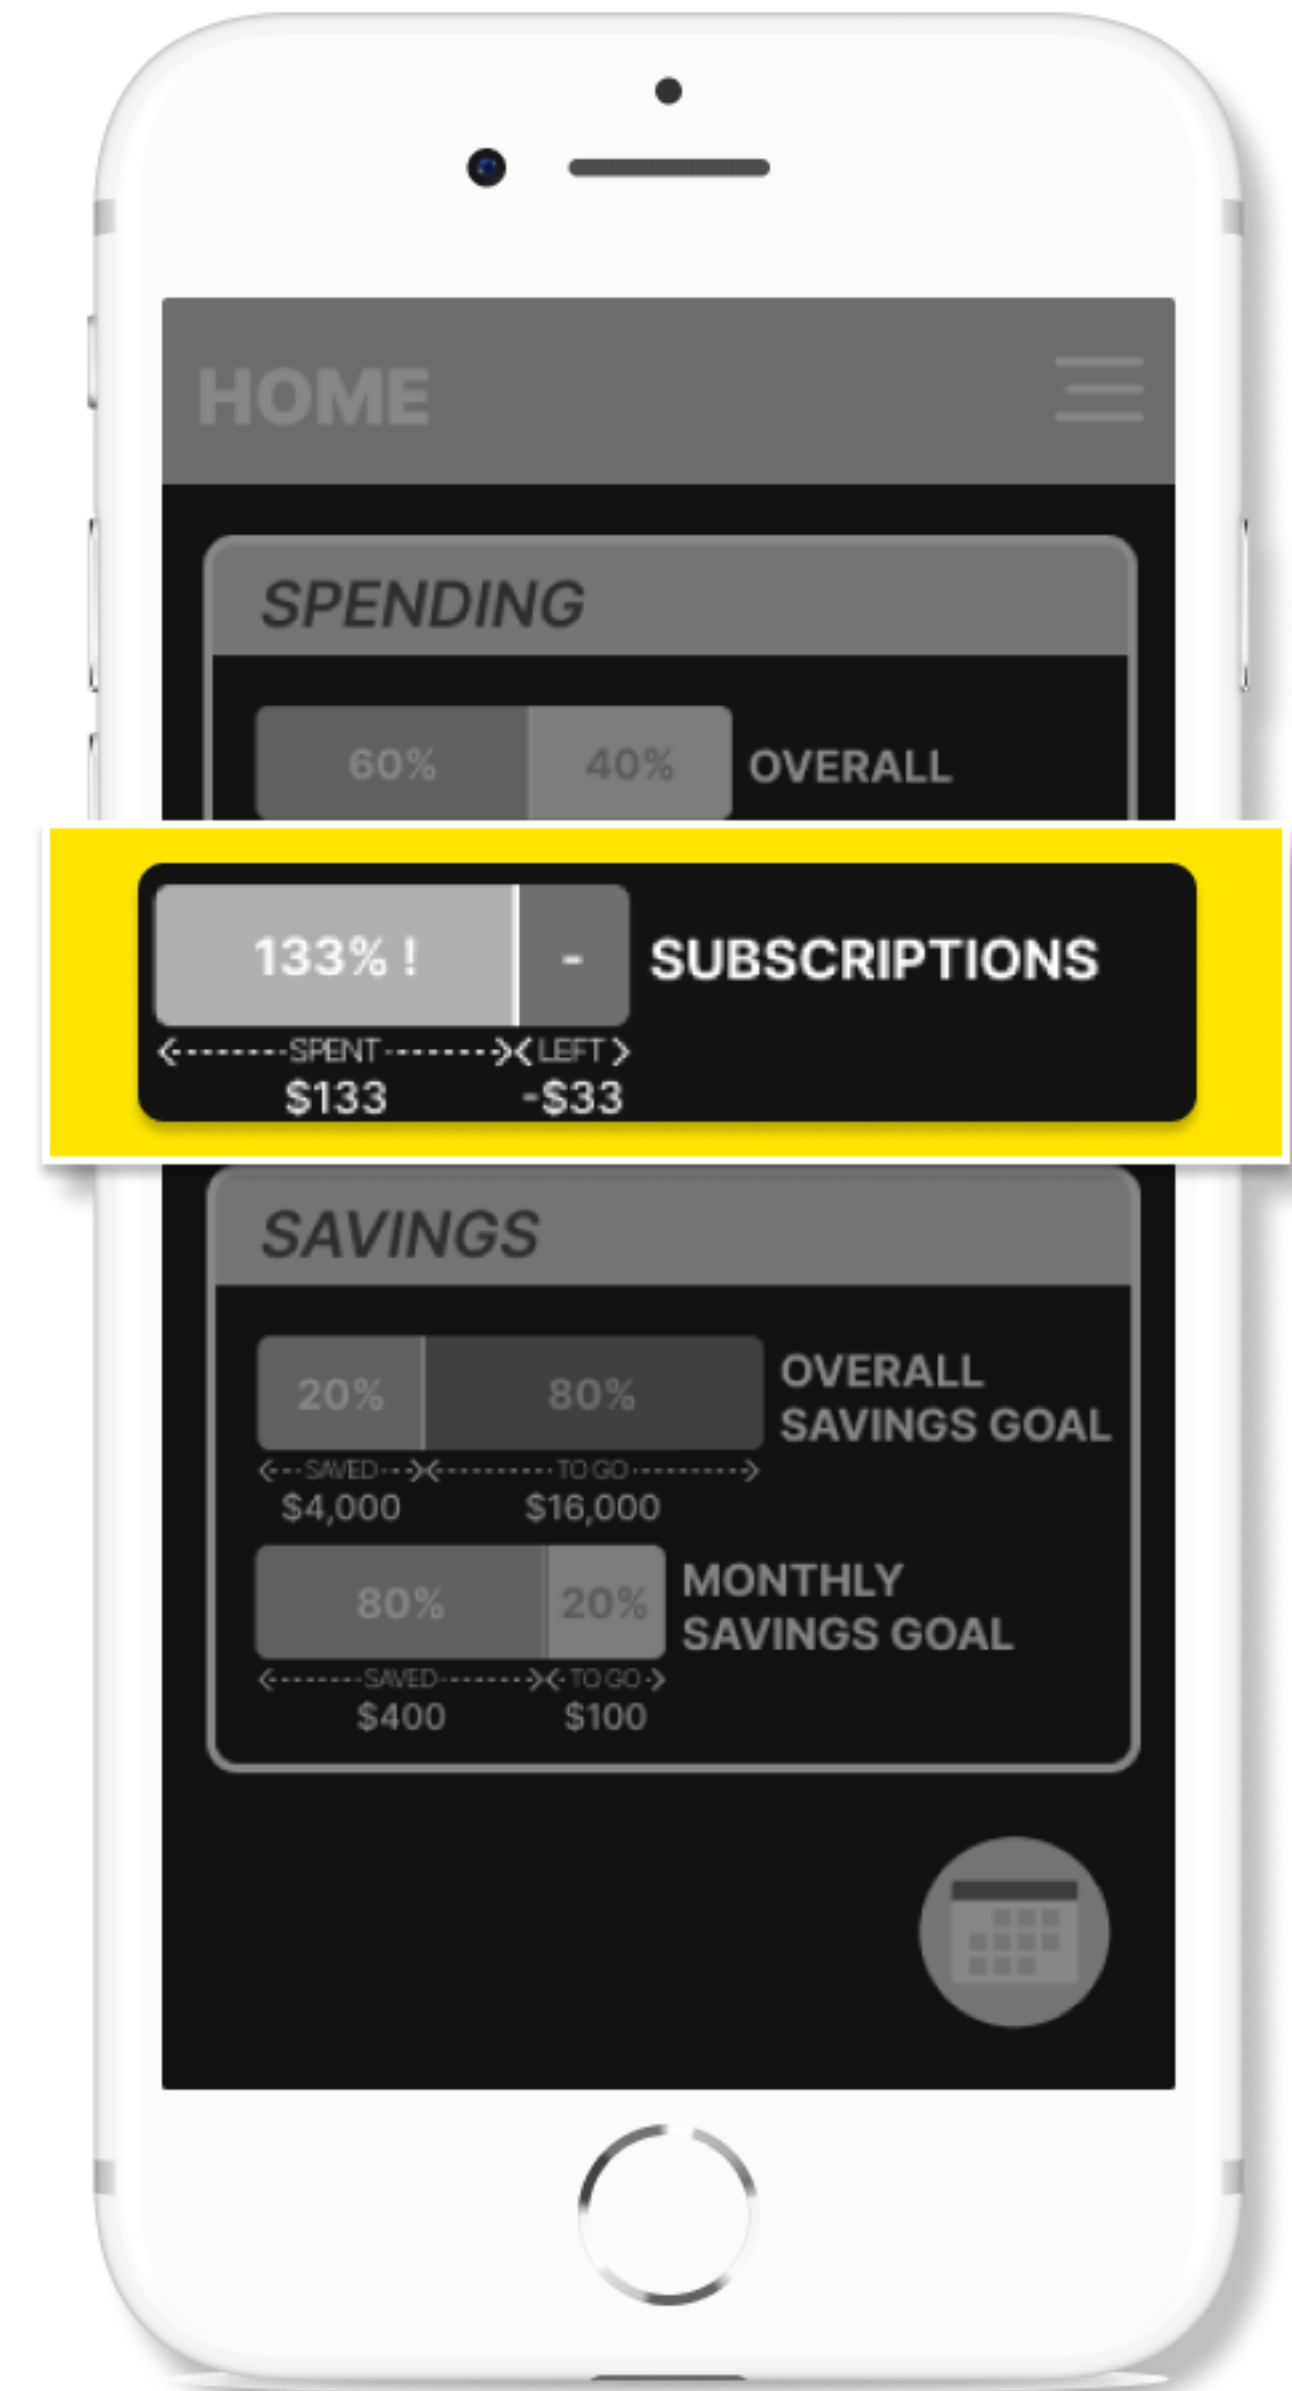 HOME
SPENDING
60% 40% OVERALL
133% ! - SUBSCRIPTIONS
SPENT LEFT
$133 -$33
SAVINGS
20% 80% OVERALL
SAVINGS GOAL
SAVED TO GO
$4,000 $16,000
80% 20% MONTHLY
SAVINGS GOAL
SAVED TO GO
$400 $100